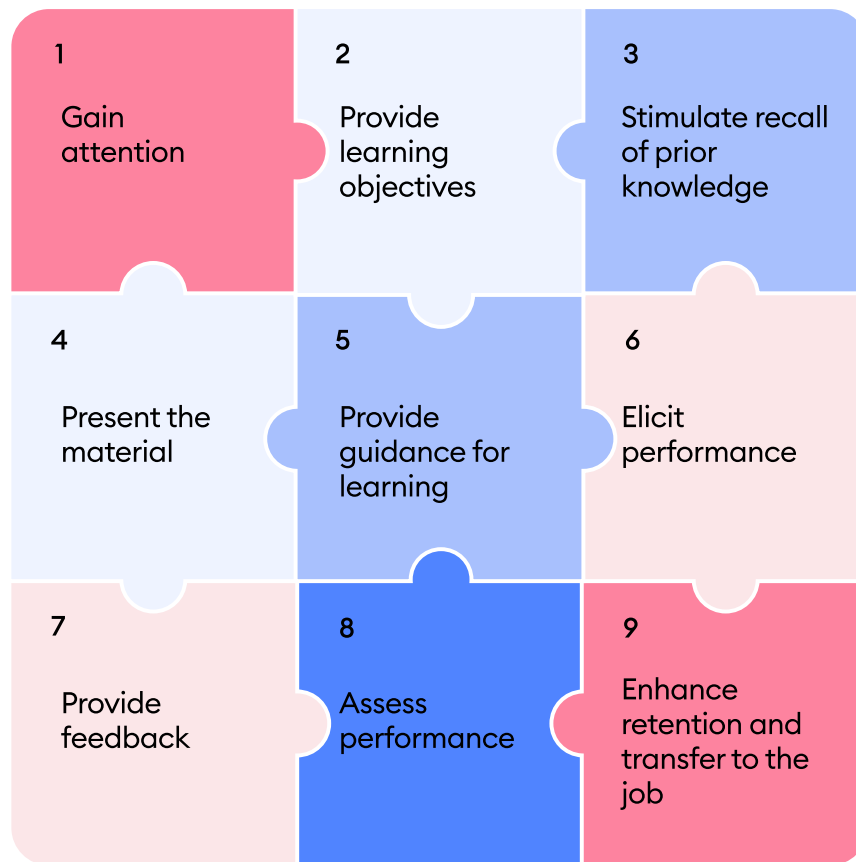 1
Gain
attention
2
Provide
learning
objectives
3
Stimulate recall
of prior
knowledge
4
Present the
material
5
Provide
guidance for
learning
6
Elicit
performance
7
Provide
feedback
8
Assess
performance
9
Enhance
retention and
transfer to the
job